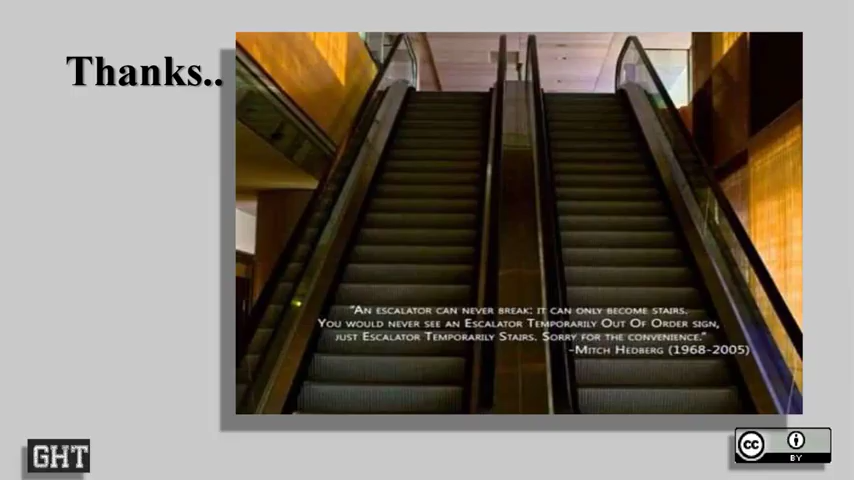 Thanks..
"An escalator can never break: it can only become stairs.
You would never see an Escalator Temporarily Out Of Order sign,
just Escalator Temporarily Stairs. Sorry for the convenience."
-Mitch Hedberg (1968-2005)
GHT
cc
BY